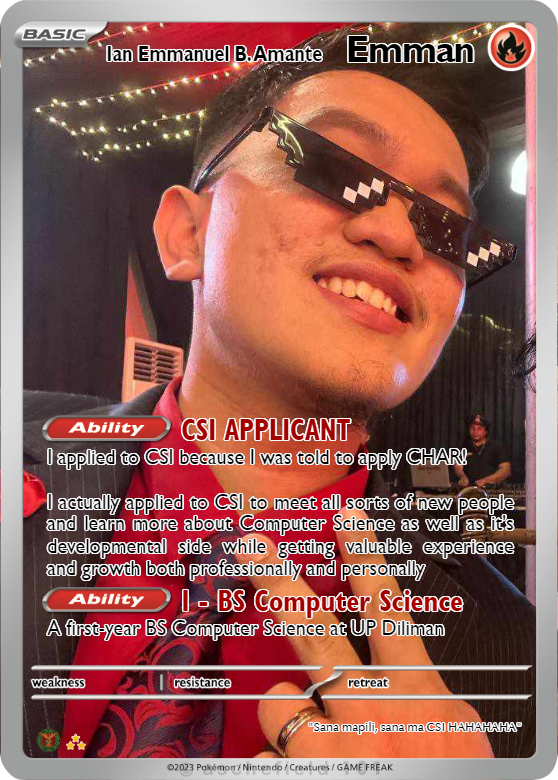 BASIC
Ian Emmanuel B. Amante Emman
Ability CSI APPLICANT
I applied to CSI because I was told to apply CHAR!
I actually applied to CSI to meet all sorts of new people
and learn more about Computer Science as well as it's
developmental side while getting valuable experience
and growth both professionally and personally
Ability I - BS Computer Science
A first-year BS Computer Science at UP Diliman
weakness resistance retreat
"Sana mapili, sana ma CSI HAHAHAHA"
©2023 Pokémon / Nintendo / Creatures / GAME FREAK